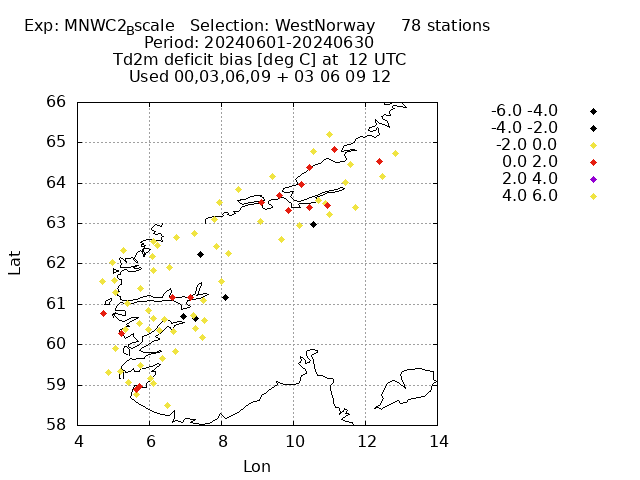 Exp: MNWC2_Bscale   Selection: WestNorway     78 stations
Period: 20240601-20240630
Td2m deficit bias [deg C] at  12 UTC
Used 00,03,06,09 + 03 06 09 12
-6.0 -4.0
-4.0 -2.0
-2.0 0.0
0.0 2.0
2.0 4.0
4.0 6.0
66
65
64
63
62
61
60
59
58
Lat
4 6 8 10 12 14
Lon